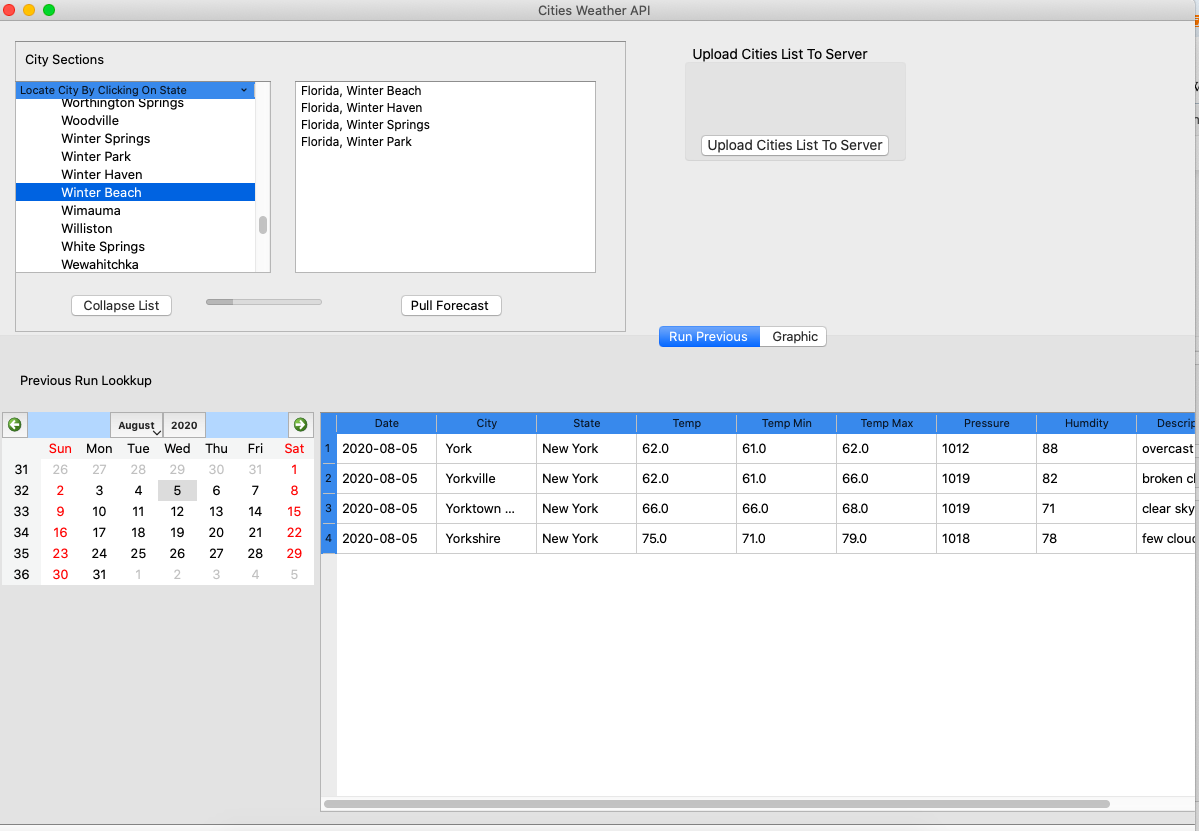 Cities Weather API
City Sections
Locate City By Clicking On State
Worthington Springs
Woodville
Winter Springs
Winter Park
Winter Haven
Winter Beach
Wimauma
Williston
White Springs
Wewahitchka
Florida, Winter Beach
Florida, Winter Haven
Florida, Winter Springs
Florida, Winter Park
Collapse List
Pull Forecast
Upload Cities List To Server
Upload Cities List To Server
Run Previous Graphic
Previous Run Lookkup
August 2020
Sun Mon Tue Wed Thu Fri Sat
31 26 27 28 29 30 31 1
32 2 3 4 5 6 7 8
33 9 10 11 12 13 14 15
34 16 17 18 19 20 21 22
35 23 24 25 26 27 28 29
36 30 31 1 2 3 4 5
Date City State Temp Temp Min Temp Max Pressure Humdity Descrip
1 2020-08-05 York New York 62.0 61.0 62.0 1012 88 overcast
2 2020-08-05 Yorkville New York 62.0 61.0 66.0 1019 82 broken cl
3 2020-08-05 Yorktown ... New York 66.0 66.0 68.0 1019 71 clear sky
4 2020-08-05 Yorkshire New York 75.0 71.0 79.0 1018 78 few clou